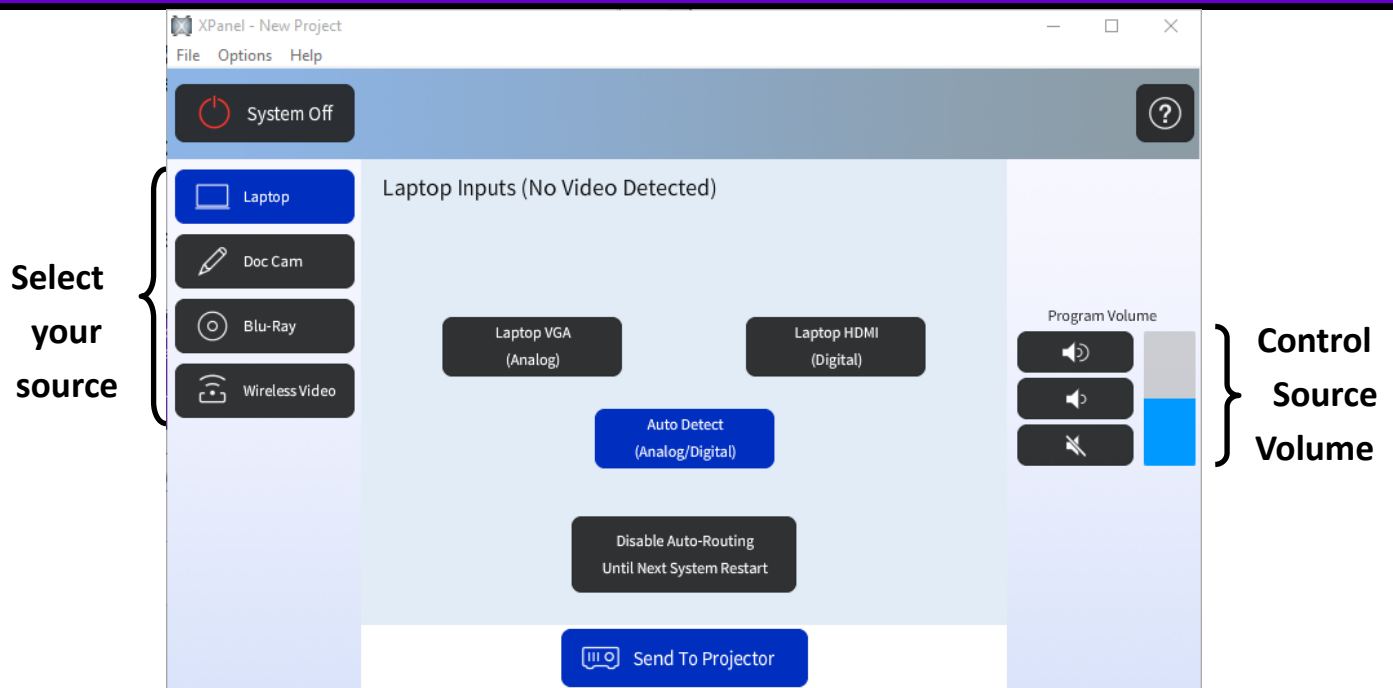 XPanel - New Project
File Options Help
System Off
?
Select
your
source
Laptop
Doc Cam
Blu-Ray
Wireless Video
Laptop Inputs (No Video Detected)
Laptop VGA
(Analog)
Laptop HDMI
(Digital)
Auto Detect
(Analog/Digital)
Disable Auto-Routing
Until Next System Restart
Send To Projector
Program Volume
Control
Source
Volume